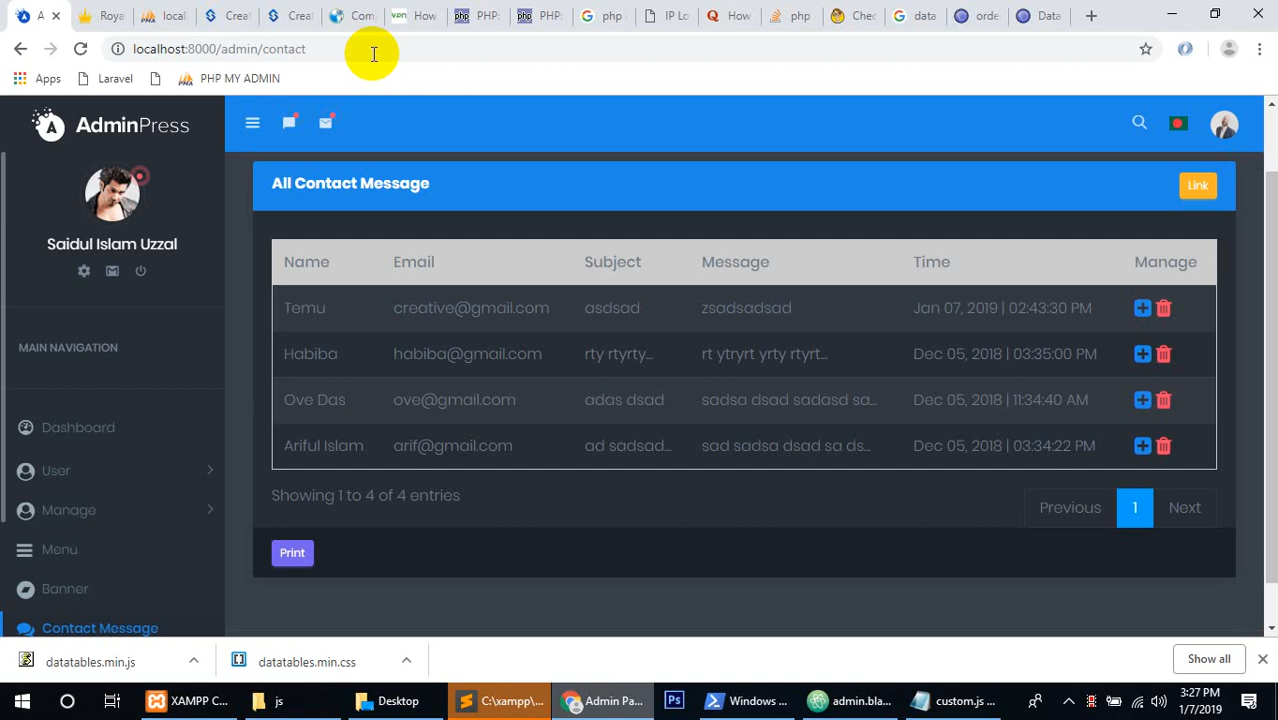 A
Roya
local
Creat
Creat
Com
VPN How
php PHP:
php PHP:
php
IP Lo
How
php
Chec
data
orde
Data
localhost:8000/admin/contact
Apps
Laravel
PMA PHP MY ADMIN
AdminPress
Saidul Islam Uzzal
MAIN NAVIGATION
Dashboard
User
Manage
Menu
Banner
Contact Message
All Contact Message
Link
Name Email Subject Message Time Manage
Temu creative@gmail.com asdsad zsadsadsad Jan 07, 2019 | 02:43:30 PM
Habiba habiba@gmail.com rty rtyrty... rt ytryrt yrty rtyrt... Dec 05, 2018 | 03:35:00 PM
Ove Das ove@gmail.com adas dsad sadsa dsad sadasd sa... Dec 05, 2018 | 11:34:40 AM
Ariful Islam arif@gmail.com ad sadsad... sad sadsa dsad sa ds... Dec 05, 2018 | 03:34:22 PM
Showing 1 to 4 of 4 entries
Previous 1 Next
Print
datatables.min.js
datatables.min.css
Show all
XAMPP C...
js
Desktop
C:\xampp\...
Admin Pa...
Ps
Windows ...
admin.bla...
custom.js ...
3:27 PM
1/7/2019